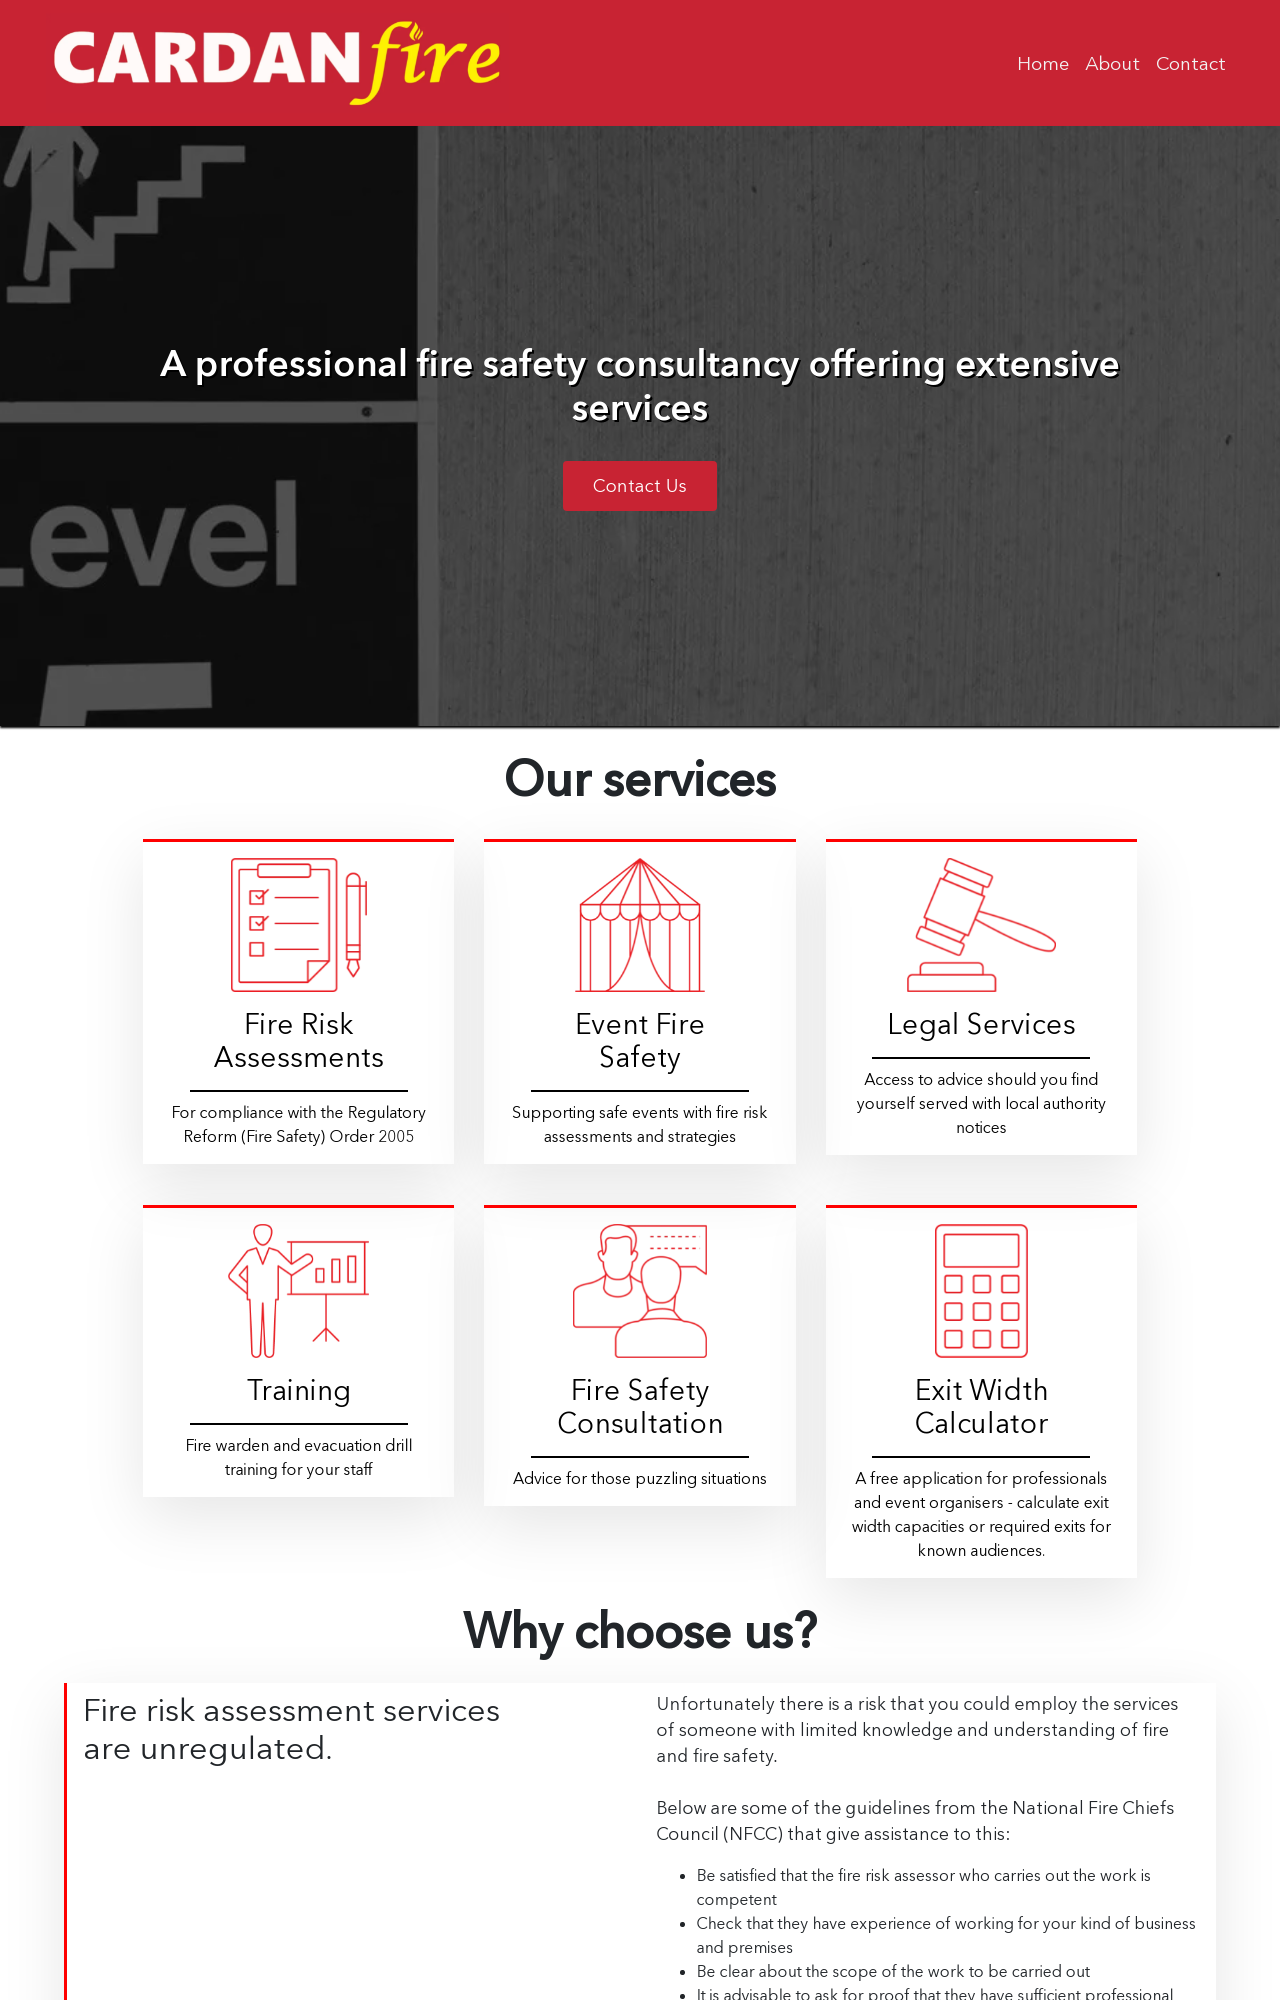 CARDANfire
Home About Contact
Level
A professional fire safety consultancy offering extensive
services
Contact Us
Our services
Fire Risk
Assessments
For compliance with the Regulatory
Reform (Fire Safety) Order 2005
Event Fire
Safety
Supporting safe events with fire risk
assessments and strategies
Legal Services
Access to advice should you find
yourself served with local authority
notices
Training
Fire warden and evacuation drill
training for your staff
Fire Safety
Consultation
Advice for those puzzling situations
Exit Width
Calculator
A free application for professionals
and event organisers - calculate exit
width capacities or required exits for
known audiences.
Why choose us?
Fire risk assessment services
are unregulated.
Unfortunately there is a risk that you could employ the services
of someone with limited knowledge and understanding of fire
and fire safety.
Below are some of the guidelines from the National Fire Chiefs
Council (NFCC) that give assistance to this:
• Be satisfied that the fire risk assessor who carries out the work is
competent
• Check that they have experience of working for your kind of business
and premises
• Be clear about the scope of the work to be carried out
• It is advisable to ask for proof that they have sufficient professional